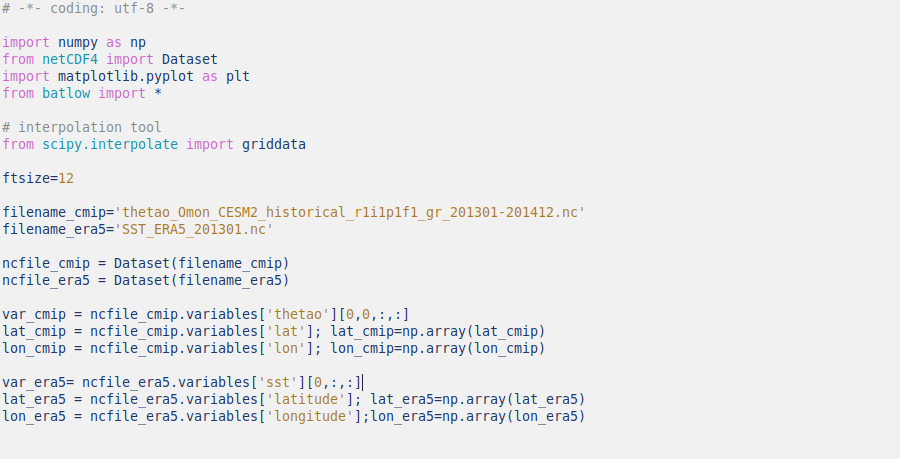 # -*- coding: utf-8 -*-
import numpy as np
from netCDF4 import Dataset
import matplotlib.pyplot as plt
from batlow import *
# interpolation tool
from scipy.interpolate import griddata
ftsize=12
filename_cmip='thetao_Omon_CESM2_historical_r1i1p1f1_gr_201301-201412.nc'
filename_era5='SST_ERA5_201301.nc'
ncfile_cmip = Dataset(filename_cmip)
ncfile_era5 = Dataset(filename_era5)
var_cmip = ncfile_cmip.variables['thetao'][0,0,:,:]
lat_cmip = ncfile_cmip.variables['lat']; lat_cmip=np.array(lat_cmip)
lon_cmip = ncfile_cmip.variables['lon']; lon_cmip=np.array(lon_cmip)
var_era5= ncfile_era5.variables['sst'][0,:,:]
lat_era5 = ncfile_era5.variables['latitude']; lat_era5=np.array(lat_era5)
lon_era5 = ncfile_era5.variables['longitude'];lon_era5=np.array(lon_era5)